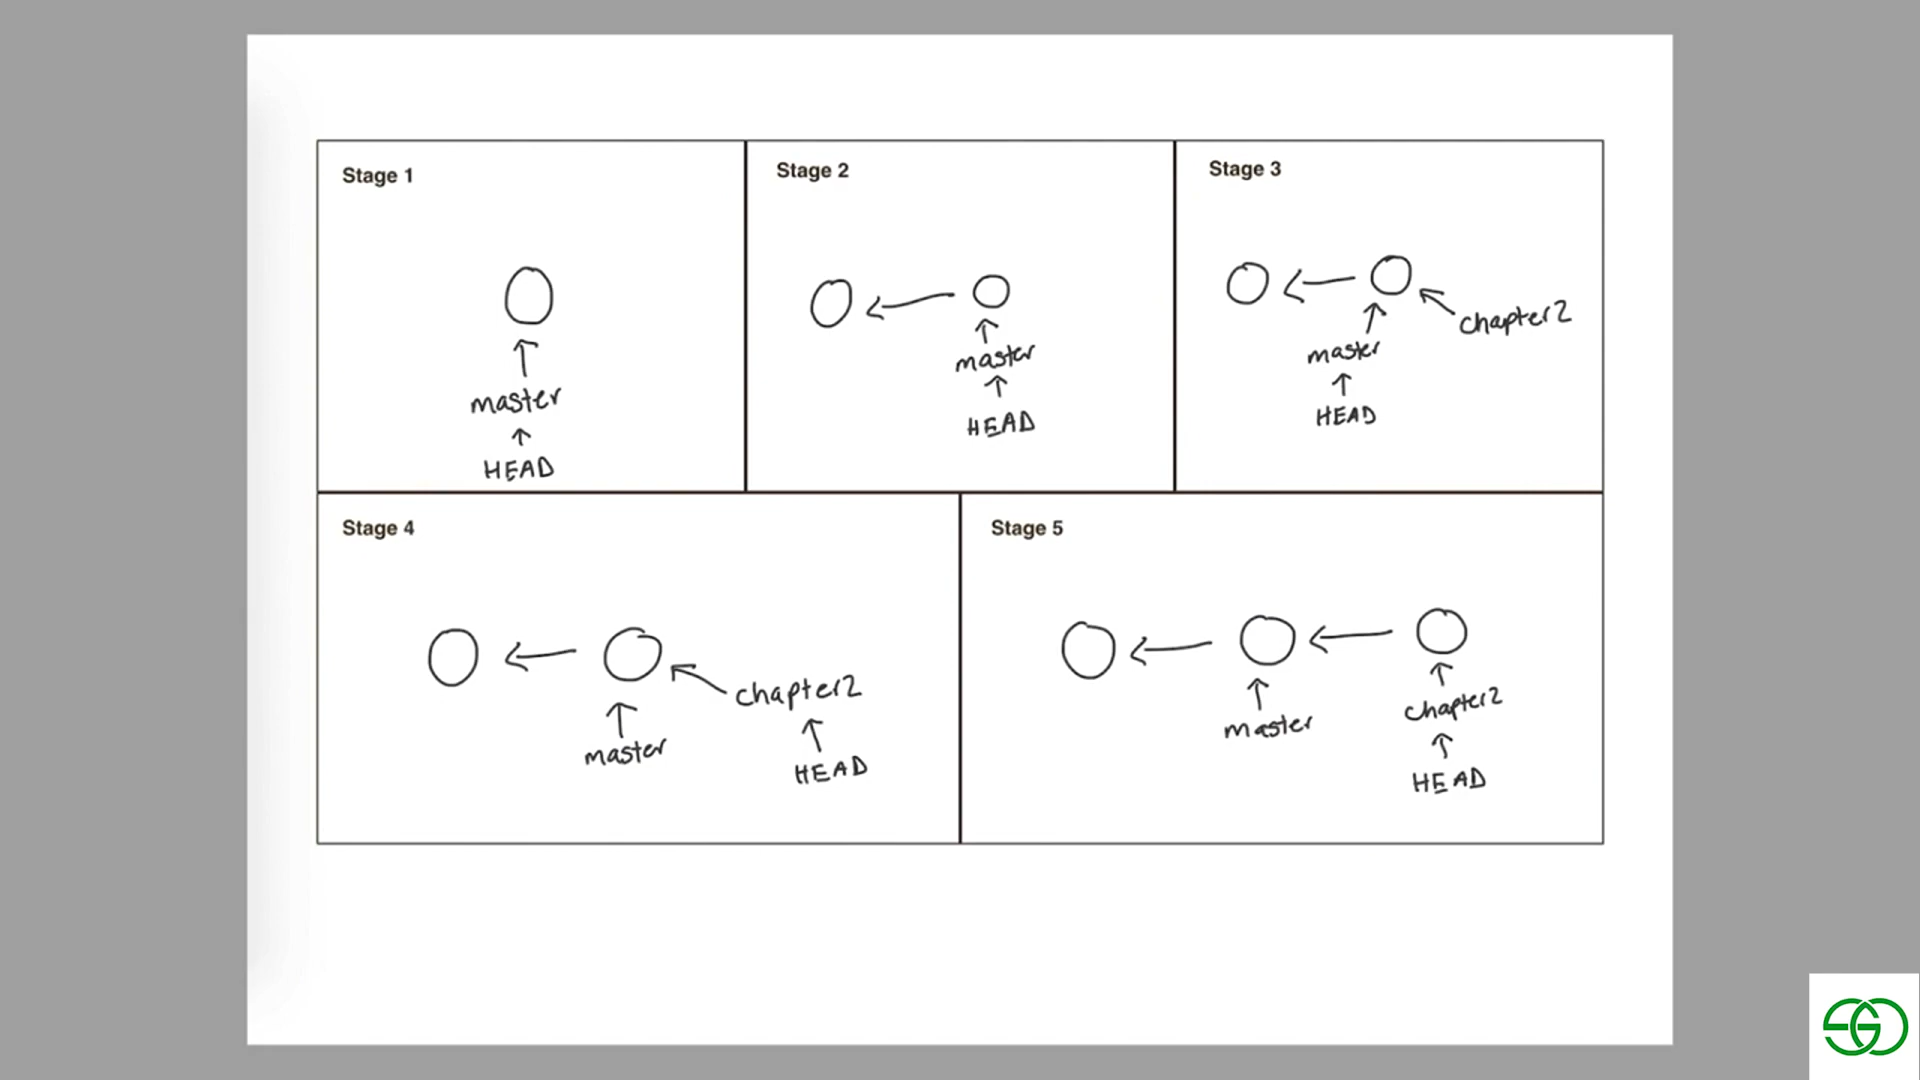 Stage 1
master
HEAD
Stage 2
master
HEAD
Stage 3
chapter2
master
HEAD
Stage 4
chapter2
master
HEAD
Stage 5
master
chapter2
HEAD